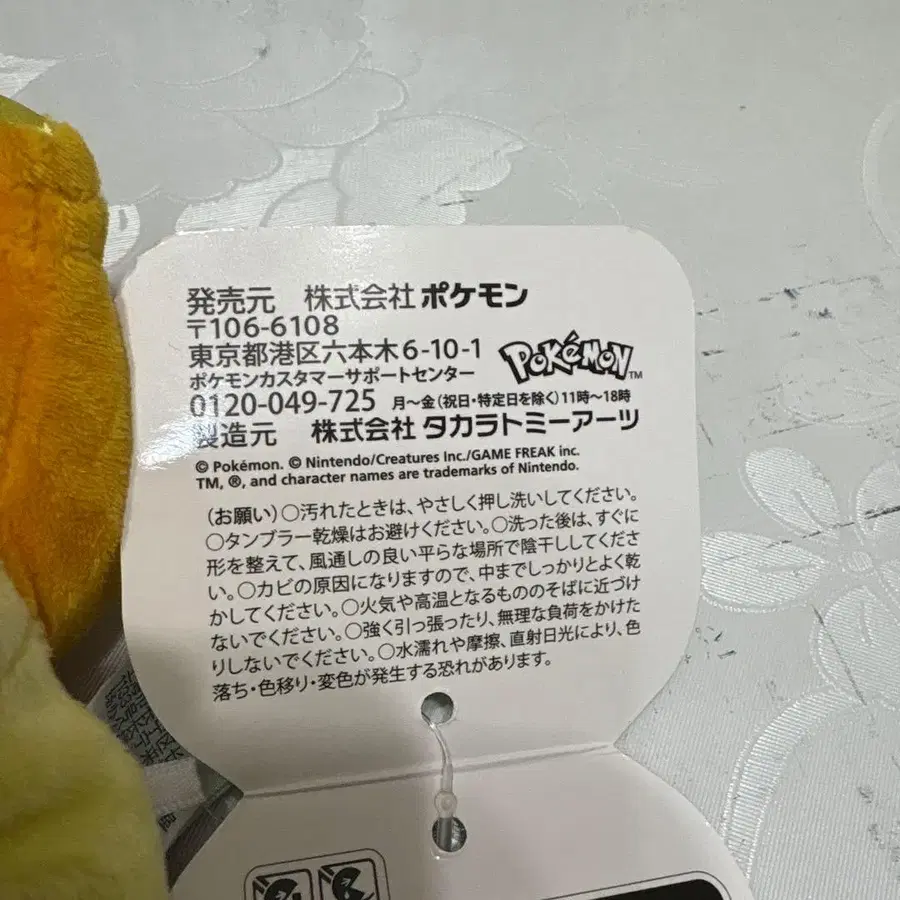 発売元 株式会社 ポケモン
〒106-6108
東京都港区六本木6-10-1
POKéMON TM
ポケモンカスタマーサポートセンター
0120-049-725 月〜金(祝日・特定日を除く)11時〜18時
製造元 株式会社 タカラトミーアーツ
© Pokémon. © Nintendo/Creatures Inc./GAME FREAK inc.
TM, ®, and character names are trademarks of Nintendo.
(お願い)○汚れたときは、やさしく押し洗いしてください。
○タンブラー乾燥はお避けください。○洗った後は、すぐに
形を整えて、風通しの良い平らな場所で陰干ししてくださ
い。○カビの原因になりますので、中までしっかりとよく乾
かしてください。○火気や高温となるもののそばに近づけ
ないでください。○強く引っ張ったり、無理な負荷をかけた
りしないでください。○水濡れや摩擦、直射日光により、色
落ち・色移り・変色が発生する恐れがあります。